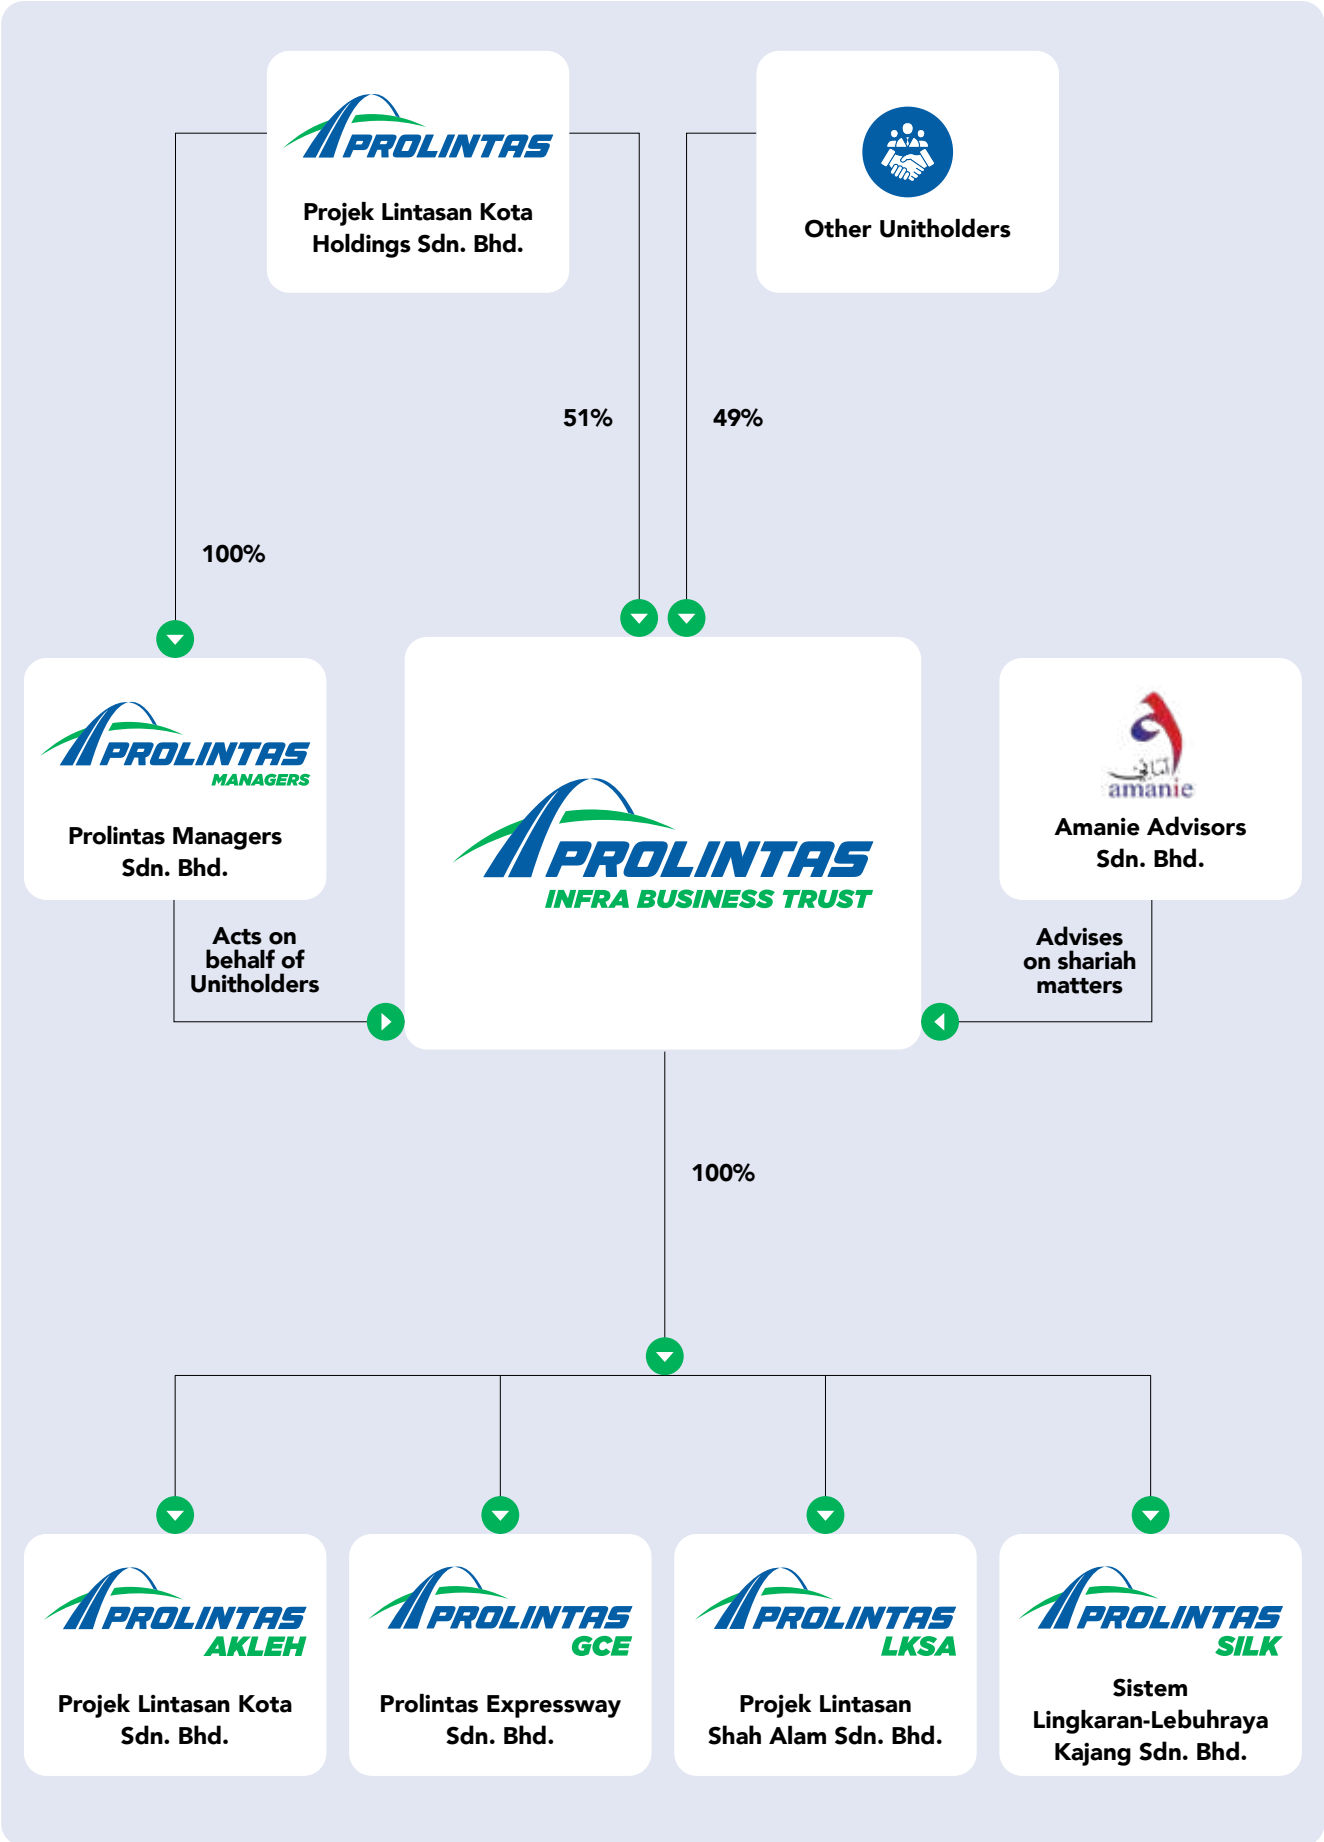 PROLINTAS
Projek Lintasan Kota
Holdings Sdn. Bhd.
Other Unitholders
51%
49%
100%
PROLINTAS
MANAGERS
Prolintas Managers
Sdn. Bhd.
PROLINTAS
INFRA BUSINESS TRUST
amanie
Amanie Advisors
Sdn. Bhd.
Acts on
behalf of
Unitholders
Advises
on shariah
matters
100%
PROLINTAS
AKLEH
Projek Lintasan Kota
Sdn. Bhd.
PROLINTAS
GCE
Prolintas Expressway
Sdn. Bhd.
PROLINTAS
LKSA
Projek Lintasan
Shah Alam Sdn. Bhd.
PROLINTAS
SILK
Sistem
Lingkaran-Lebuhraya
Kajang Sdn. Bhd.